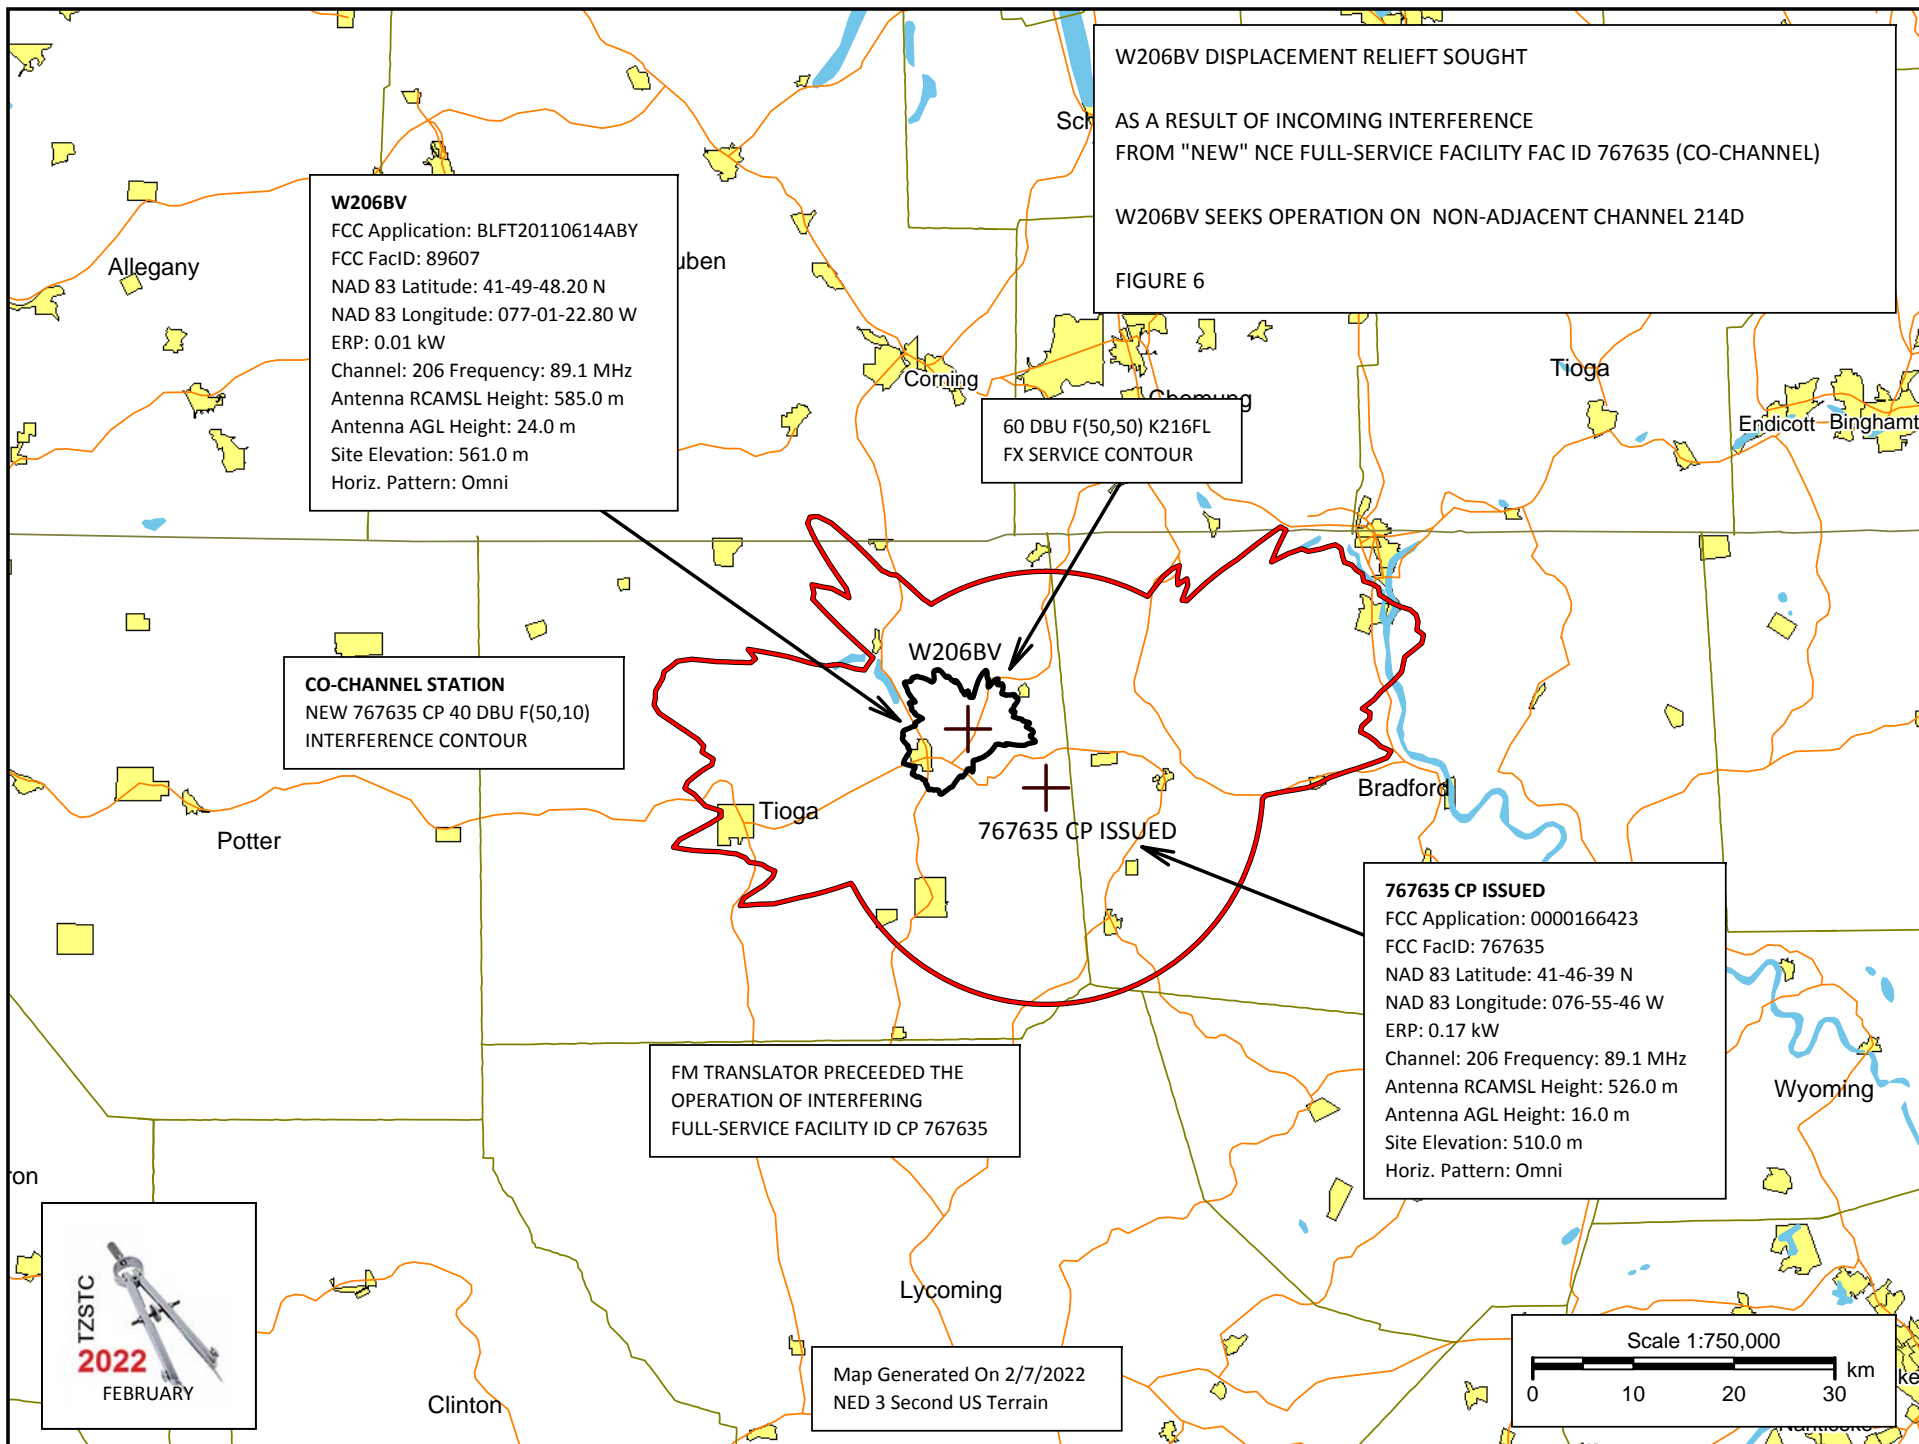 W206BV DISPLACEMENT RELIEFT SOUGHT
AS A RESULT OF INCOMING INTERFERENCE
FROM "NEW" NCE FULL-SERVICE FACILITY FAC ID 767635 (CO-CHANNEL)
W206BV SEEKS OPERATION ON  NON-ADJACENT CHANNEL 214D
FIGURE 6
Sch
W206BV
FCC Application: BLFT20110614ABY
FCC FacID: 89607
NAD 83 Latitude: 41-49-48.20 N
NAD 83 Longitude: 077-01-22.80 W
ERP: 0.01 kW
Channel: 206 Frequency: 89.1 MHz
Antenna RCAMSL Height: 585.0 m
Antenna AGL Height: 24.0 m
Site Elevation: 561.0 m
Horiz. Pattern: Omni
Allegany
uben
Corning
Chemung
Tioga
Endicott
Binghamt
60 DBU F(50,50) K216FL
FX SERVICE CONTOUR
W206BV
CO-CHANNEL STATION
NEW 767635 CP 40 DBU F(50,10)
INTERFERENCE CONTOUR
Potter
Tioga
767635 CP ISSUED
Bradford
767635 CP ISSUED
FCC Application: 0000166423
FCC FacID: 767635
NAD 83 Latitude: 41-46-39 N
NAD 83 Longitude: 076-55-46 W
ERP: 0.17 kW
Channel: 206 Frequency: 89.1 MHz
Antenna RCAMSL Height: 526.0 m
Antenna AGL Height: 16.0 m
Site Elevation: 510.0 m
Horiz. Pattern: Omni
FM TRANSLATOR PRECEEDED THE
OPERATION OF INTERFERING
FULL-SERVICE FACILITY ID CP 767635
Wyoming
ron
TZSTC
2022
FEBRUARY
Lycoming
Clinton
Map Generated On 2/7/2022
NED 3 Second US Terrain
Scale 1:750,000
km
0 10 20 30
ke